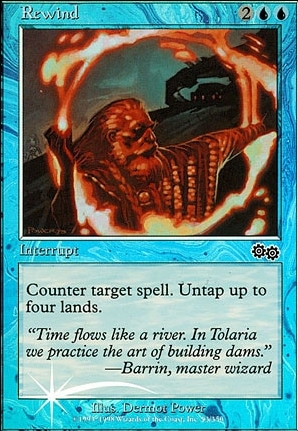 Rewind 2
Interrupt
Counter target spell. Untap up to
four lands.
“Time flows like a river. In Tolaria
we practice the art of building dams.”
—Barrin, master wizard
Illus. Dermot Power